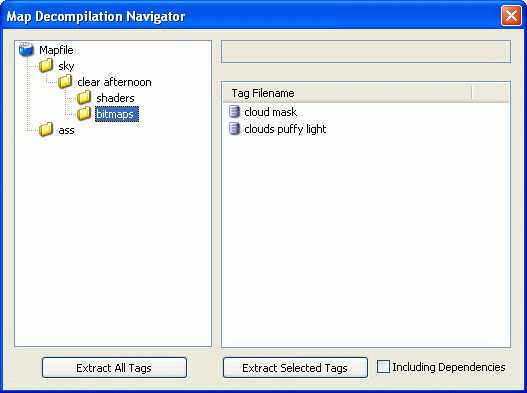 Map Decompilation Navigator
Mapfile
sky
clear afternoon
shaders
bitmaps
ass
Tag Filename
cloud mask
clouds puffy light
Extract All Tags
Extract Selected Tags
Including Dependencies